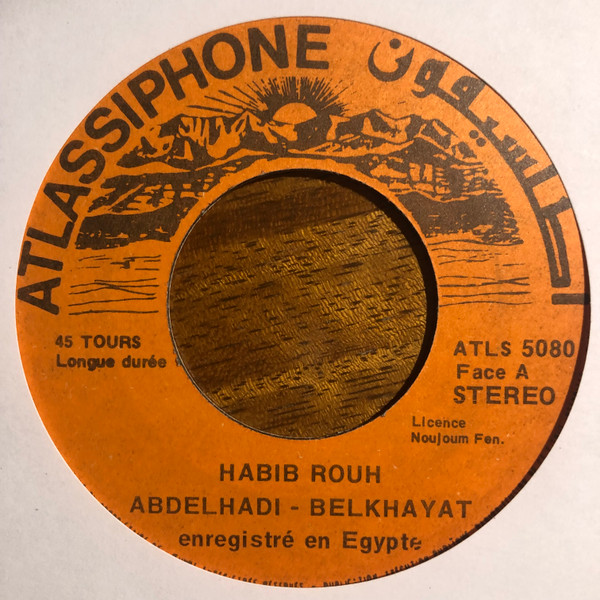 ATLASSIPHONE
اطلسيفون
45 TOURS
Longue durée
ATLS 5080
Face A
STEREO
Licence
Noujoum Fen.
HABIB ROUH
ABDELHADI - BELKHAYAT
enregistré en Egypte